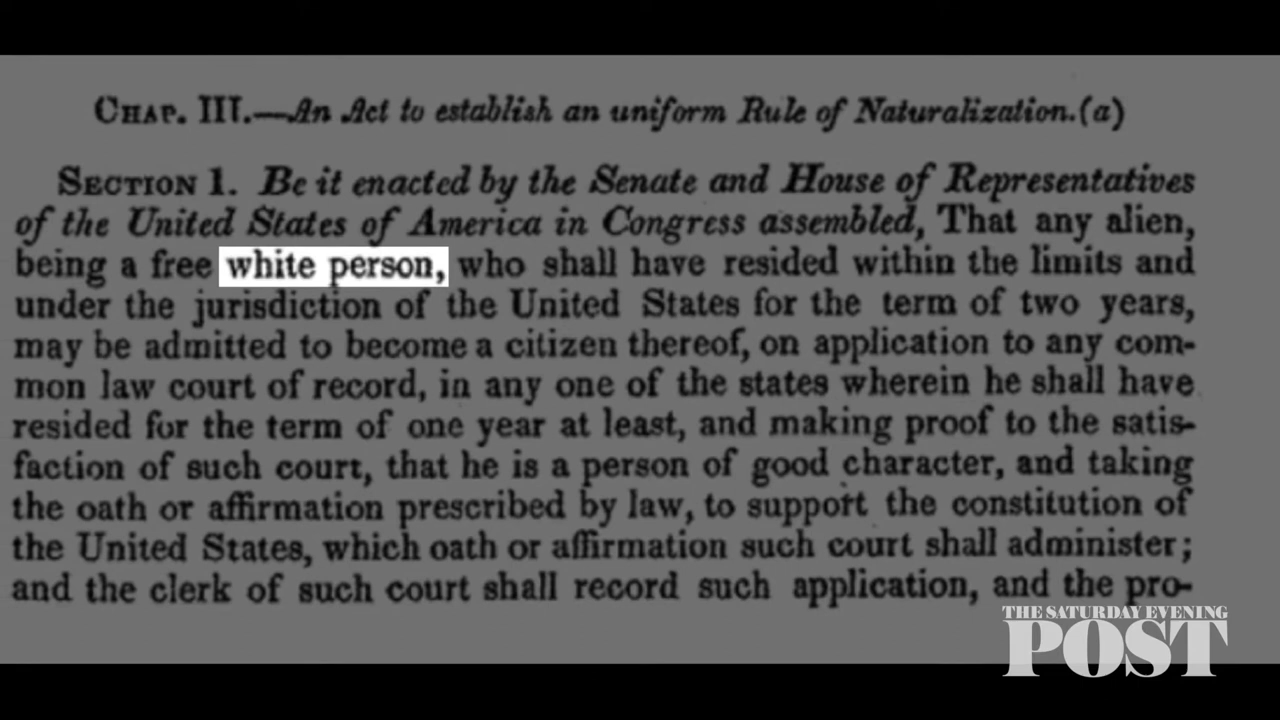 CHAP. III.—An Act to establish an uniform Rule of Naturalization.(a)
SECTION 1. Be it enacted by the Senate and House of Representatives
of the United States of America in Congress assembled, That any alien,
being a free white person, who shall have resided within the limits and
under the jurisdiction of the United States for the term of two years,
may be admitted to become a citizen thereof, on application to any com-
mon law court of record, in any one of the states wherein he shall have
resided for the term of one year at least, and making proof to the satis-
faction of such court, that he is a person of good character, and taking
the oath or affirmation prescribed by law, to support the constitution of
the United States, which oath or affirmation such court shall administer;
and the clerk of such court shall record such application, and the pro-
THE SATURDAY EVENING
POST